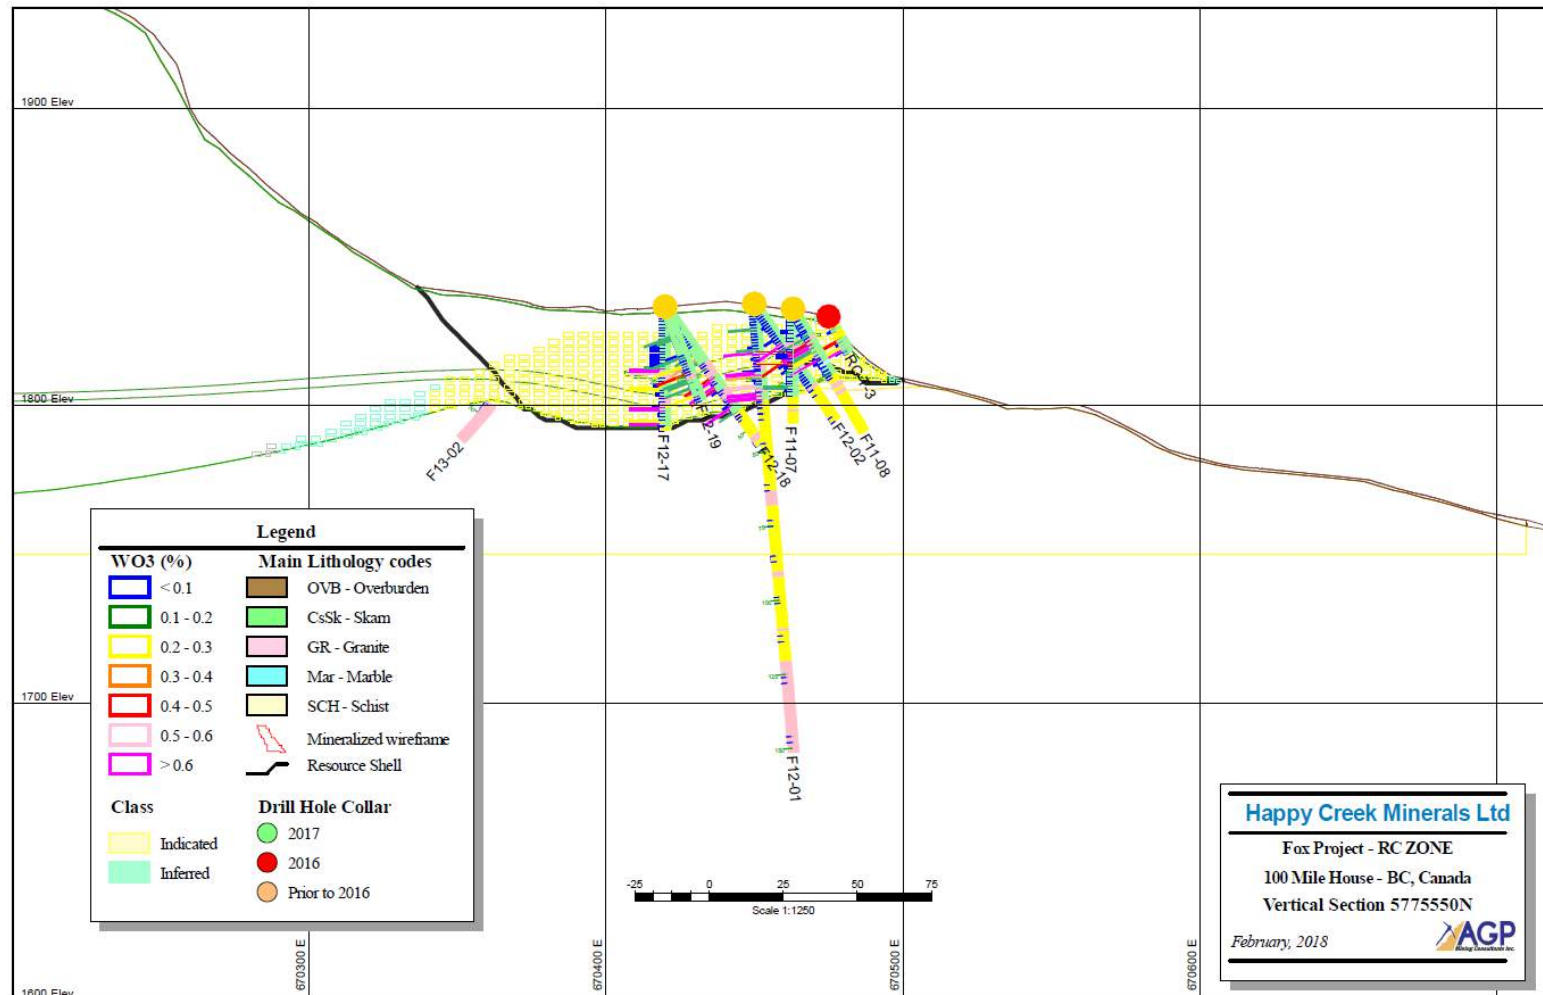 1900 Elev
1800 Elev
RC17-3
F13-02
F12-17
F12-19
F12-18
F11-07
F12-02
F11-08
F12-01
1700 Elev
1600 Elev
Legend
WO3 (%)
< 0.1
0.1 - 0.2
0.2 - 0.3
0.3 - 0.4
0.4 - 0.5
0.5 - 0.6
> 0.6
Main Lithology codes
OVB - Overburden
CsSk - Skarn
GR - Granite
Mar - Marble
SCH - Schist
Mineralized wireframe
Resource Shell
Class
Indicated
Inferred
Drill Hole Collar
2017
2016
Prior to 2016
-25 0 25 50 75
Scale 1:1250
670300 E
670400 E
670500 E
670600 E
Happy Creek Minerals Ltd
Fox Project - RC ZONE
100 Mile House - BC, Canada
Vertical Section 5775550N
February, 2018
AGP
Mining Consultants Inc.